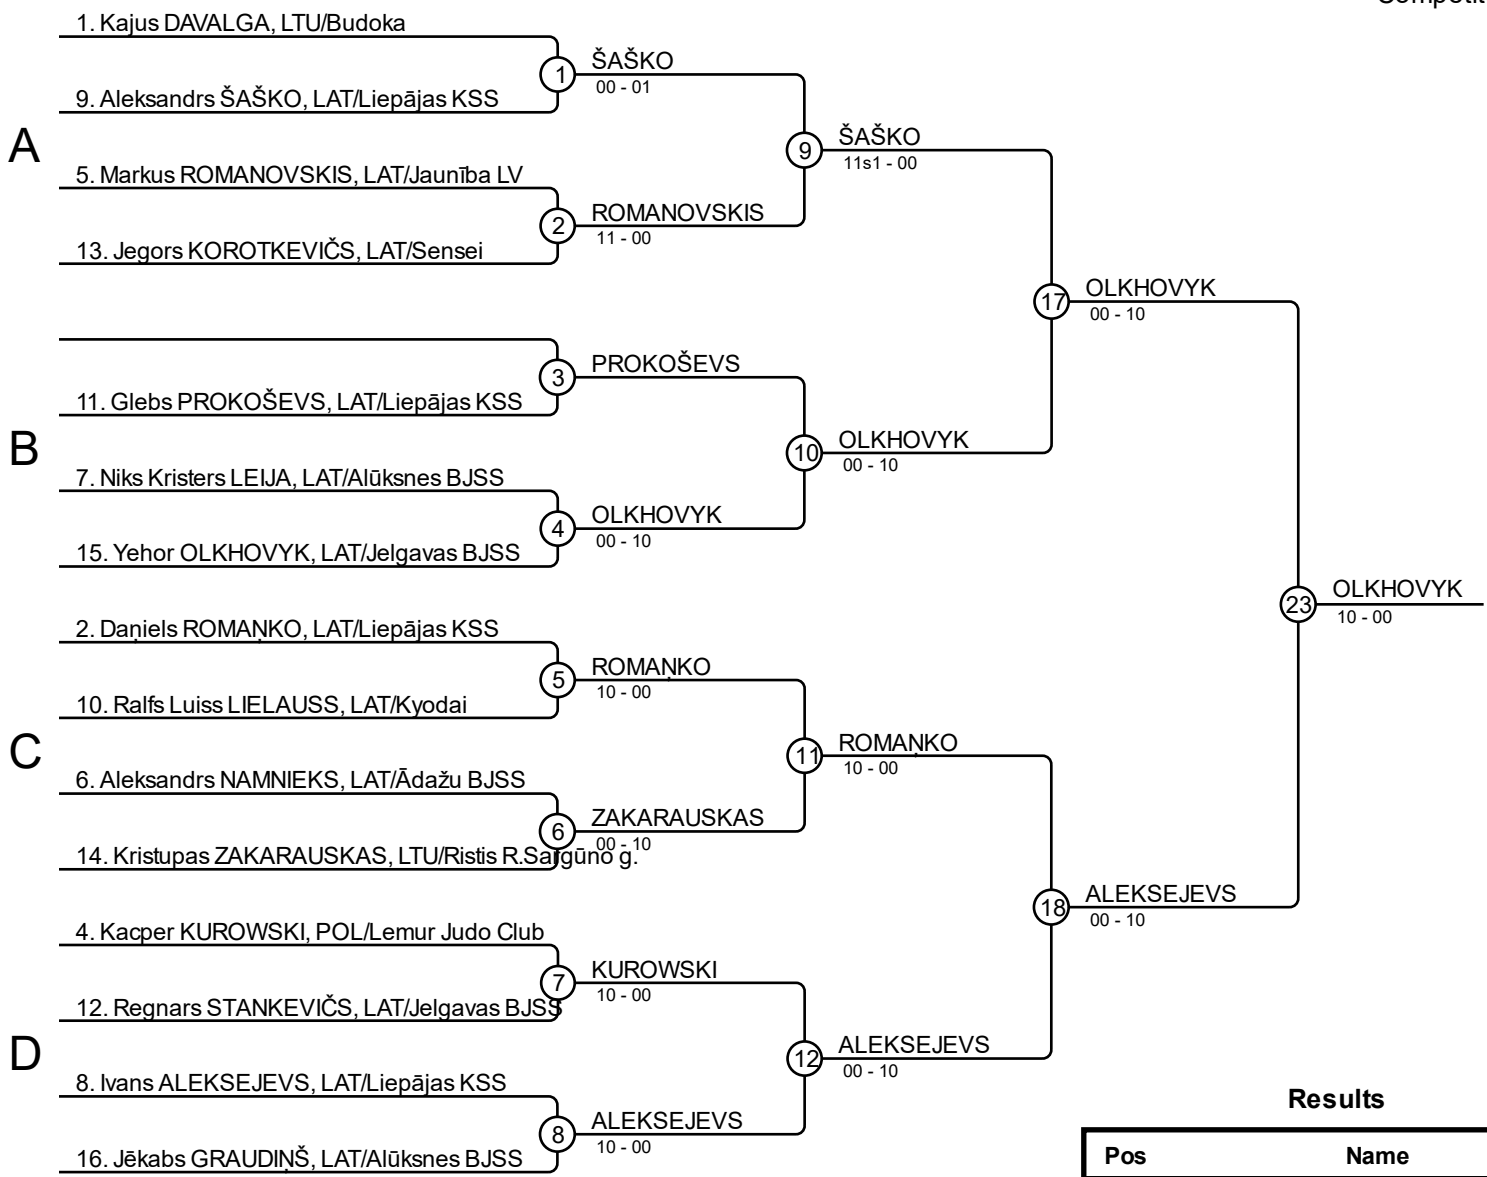 Competit
1. Kajus DAVALGA, LTU/Budoka
1
ŠAŠKO
00 - 01
9. Aleksandrs ŠAŠKO, LAT/Liepājas KSS
A
9
ŠAŠKO
11s1 - 00
5. Markus ROMANOVSKIS, LAT/Jaunība LV
2
ROMANOVSKIS
11 - 00
13. Jegors KOROTKEVIČS, LAT/Sensei
17
OLKHOVYK
00 - 10
3
PROKOŠEVS
11. Glebs PROKOŠEVS, LAT/Liepājas KSS
B
10
OLKHOVYK
00 - 10
7. Niks Kristers LEIJA, LAT/Alūksnes BJSS
4
OLKHOVYK
00 - 10
15. Yehor OLKHOVYK, LAT/Jelgavas BJSS
23
OLKHOVYK
10 - 00
2. Daņiels ROMAŅKO, LAT/Liepājas KSS
5
ROMAŅKO
10 - 00
10. Ralfs Luiss LIELAUSS, LAT/Kyodai
C
11
ROMAŅKO
10 - 00
6. Aleksandrs NAMNIEKS, LAT/Ādažu BJSS
6
ZAKARAUSKAS
00 - 10
14. Kristupas ZAKARAUSKAS, LTU/Ristis R.Sargūno g.
18
ALEKSEJEVS
00 - 10
4. Kacper KUROWSKI, POL/Lemur Judo Club
7
KUROWSKI
10 - 00
12. Regnars STANKEVIČS, LAT/Jelgavas BJSS
D
12
ALEKSEJEVS
00 - 10
8. Ivans ALEKSEJEVS, LAT/Liepājas KSS
8
ALEKSEJEVS
10 - 00
16. Jēkabs GRAUDIŅŠ, LAT/Alūksnes BJSS
Results
Pos Name